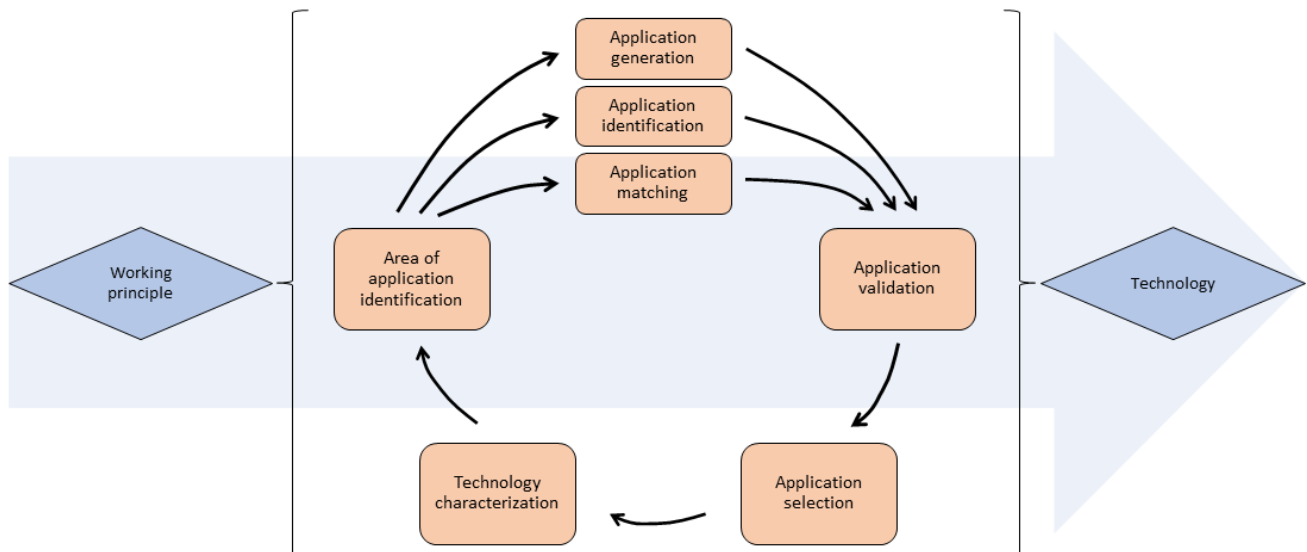 Application
generation
Application
identification
Application
matching
Working
principle
Area of
application
identification
Application
validation
Technology
Technology
characterization
Application
selection